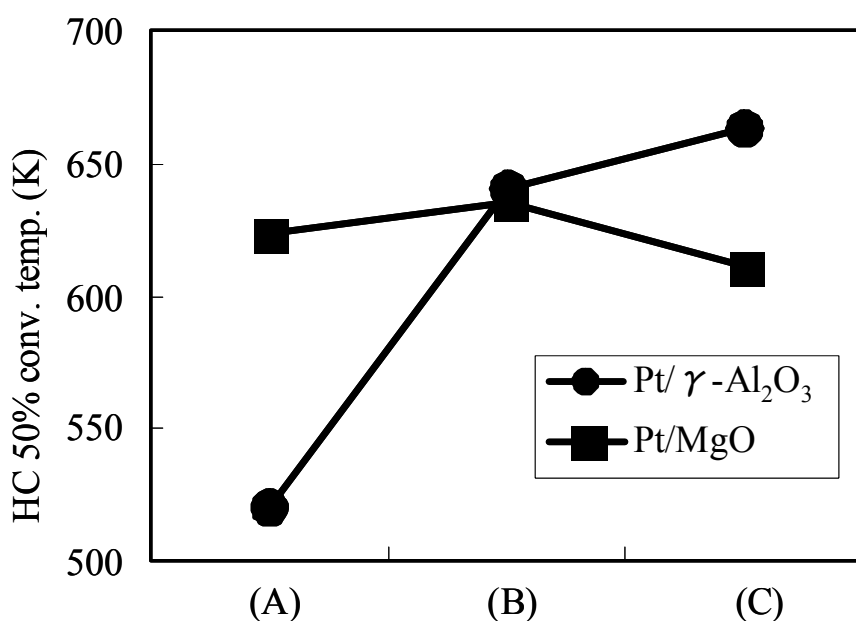 HC 50% conv. temp. (K)
700
650
600
550
500
Pt/ γ -Al₂O₃
Pt/MgO
(A) (B) (C)